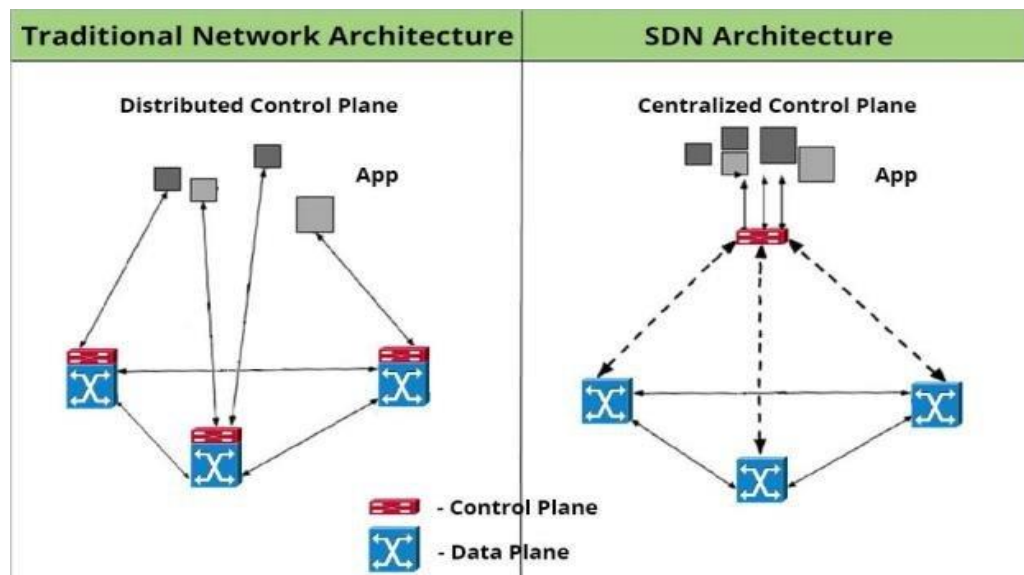 Traditional Network Architecture
SDN Architecture
Distributed Control Plane
App
Centralized Control Plane
App
- Control Plane
- Data Plane